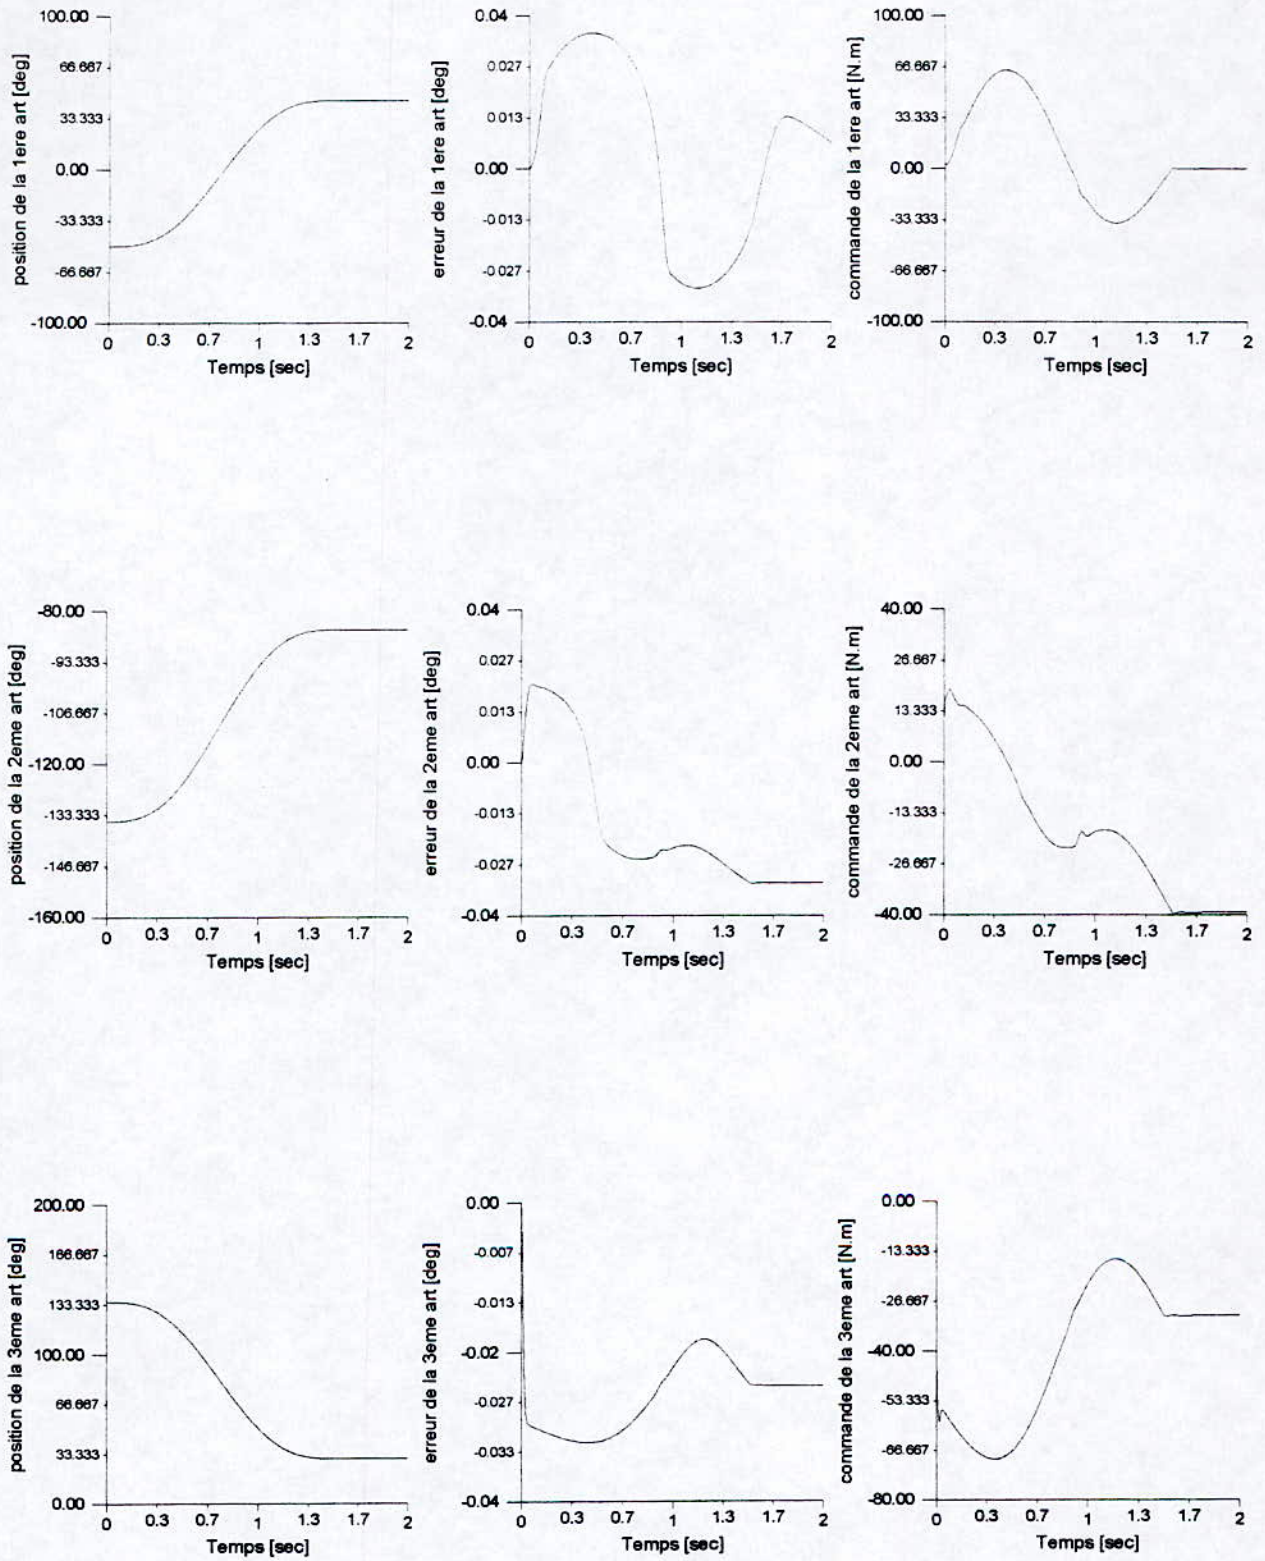 position de la 1ere art [deg]
100.00
66.667
33.333
0.00
-33.333
-66.667
-100.00
0 0.3 0.7 1 1.3 1.7 2
Temps [sec]
erreur de la 1ere art [deg]
0.04
0.027
0.013
0.00
-0.013
-0.027
-0.04
0 0.3 0.7 1 1.3 1.7 2
Temps [sec]
commande de la 1ere art [N.m]
100.00
66.667
33.333
0.00
-33.333
-66.667
-100.00
0 0.3 0.7 1 1.3 1.7 2
Temps [sec]
position de la 2eme art [deg]
-80.00
-93.333
-106.667
-120.00
-133.333
-146.667
-160.00
0 0.3 0.7 1 1.3 1.7 2
Temps [sec]
erreur de la 2eme art [deg]
0.04
0.027
0.013
0.00
-0.013
-0.027
-0.04
0 0.3 0.7 1 1.3 1.7 2
Temps [sec]
commande de la 2eme art [N.m]
40.00
26.667
13.333
0.00
-13.333
-26.667
-40.00
0 0.3 0.7 1 1.3 1.7 2
Temps [sec]
position de la 3eme art [deg]
200.00
166.667
133.333
100.00
66.667
33.333
0.00
0 0.3 0.7 1 1.3 1.7 2
Temps [sec]
erreur de la 3eme art [deg]
0.00
-0.007
-0.013
-0.02
-0.027
-0.033
-0.04
0 0.3 0.7 1 1.3 1.7 2
Temps [sec]
commande de la 3eme art [N.m]
0.00
-13.333
-26.667
-40.00
-53.333
-66.667
-80.00
0 0.3 0.7 1 1.3 1.7 2
Temps [sec]